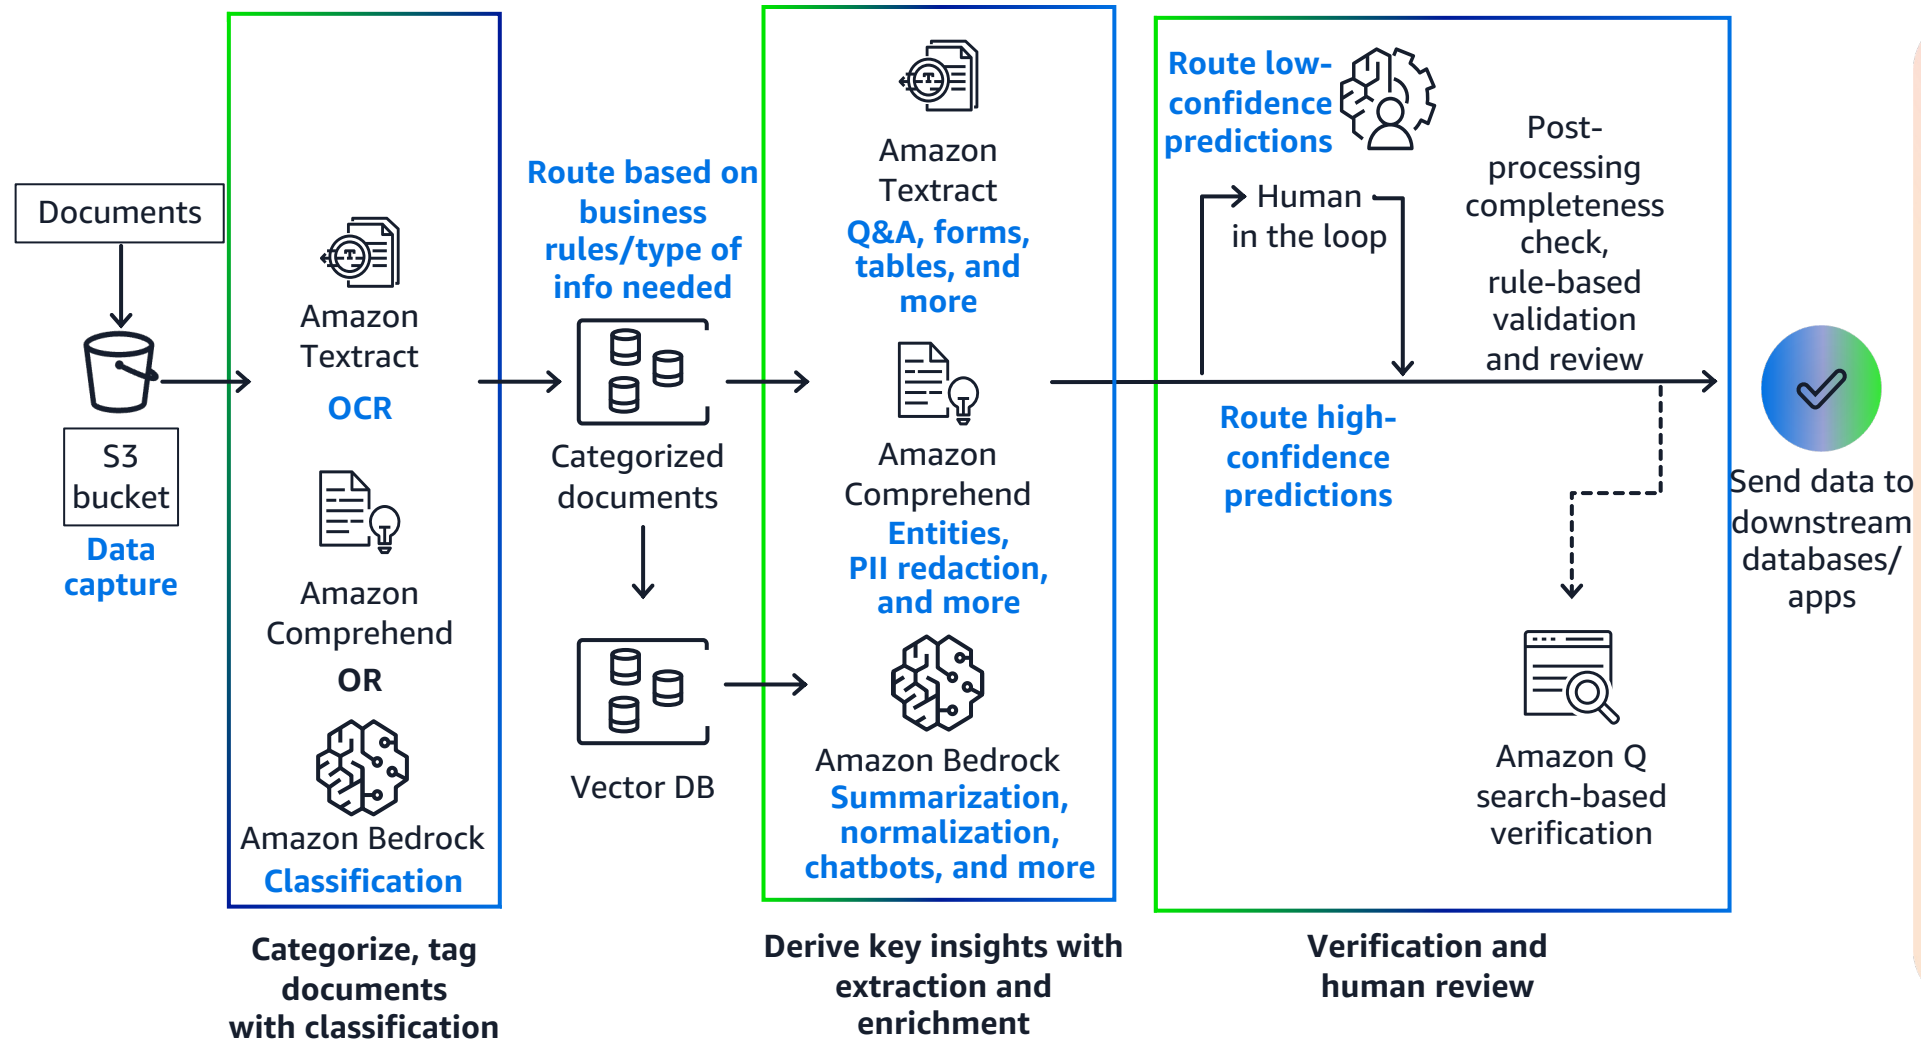 Documents
S3
bucket
Data
capture
Amazon
Textract
OCR
Amazon
Comprehend
OR
Amazon Bedrock
Classification
Categorize, tag
documents
with classification
Route based on
business
rules/type of
info needed
Categorized
documents
Vector DB
Amazon
Textract
Q&A, forms,
tables, and
more
Amazon
Comprehend
Entities,
PII redaction,
and more
Amazon Bedrock
Summarization,
normalization,
chatbots, and more
Derive key insights with
extraction and
enrichment
Route low-
confidence
predictions
Human
in the loop
Route high-
confidence
predictions
Post-
processing
completeness
check,
rule-based
validation
and review
Amazon Q
search-based
verification
Verification and
human review
Send data to
downstream
databases/
apps